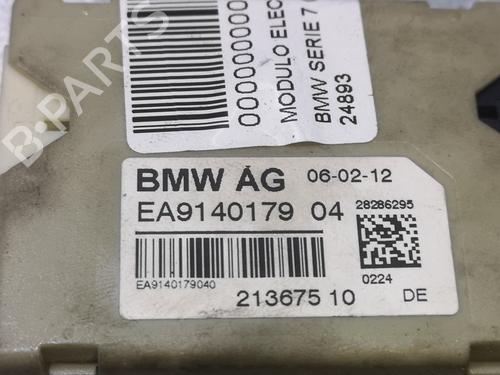 0000000000
MODULO ELEC
BMW SERIE 7
24893
B-PARTS
BMW AG 06-02-12
EA9140179 04
28286295
EA9140179040
0224
213675 10
DE